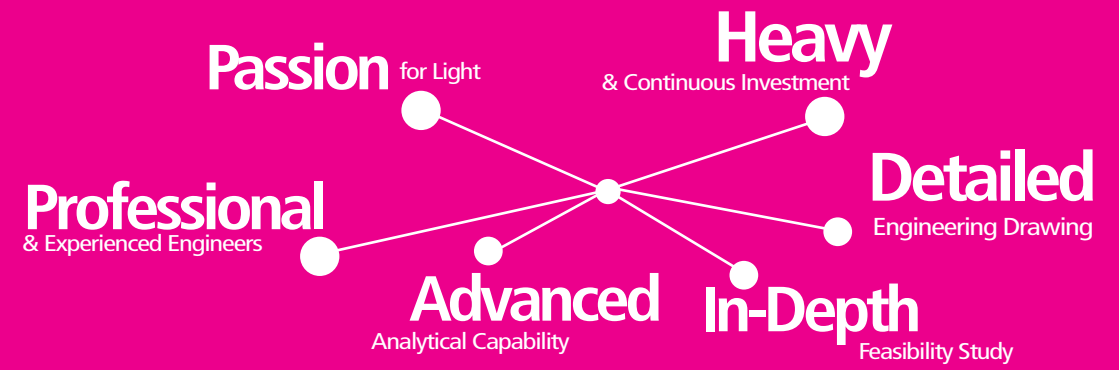 Heavy
& Continuous Investment
Passion for Light
Detailed
Engineering Drawing
Professional
& Experienced Engineers
Advanced
Analytical Capability
In-Depth
Feasibility Study